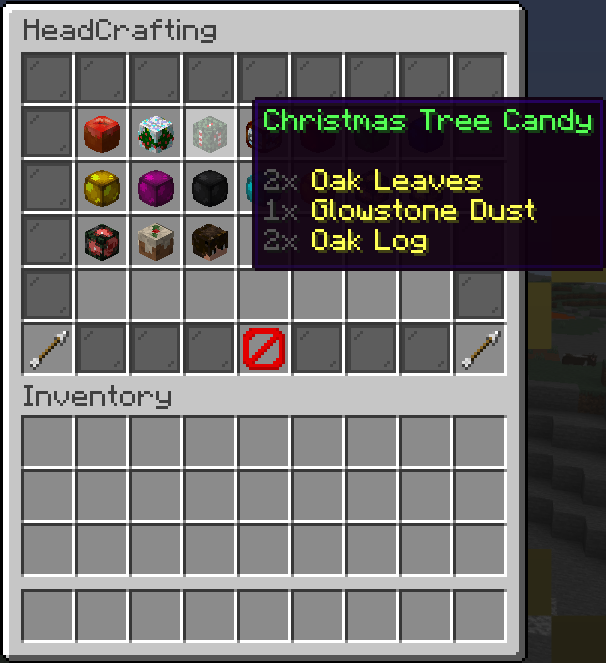 HeadCrafting
Christmas Tree Candy
2x Oak Leaves
1x Glowstone Dust
2x Oak Log
Inventory